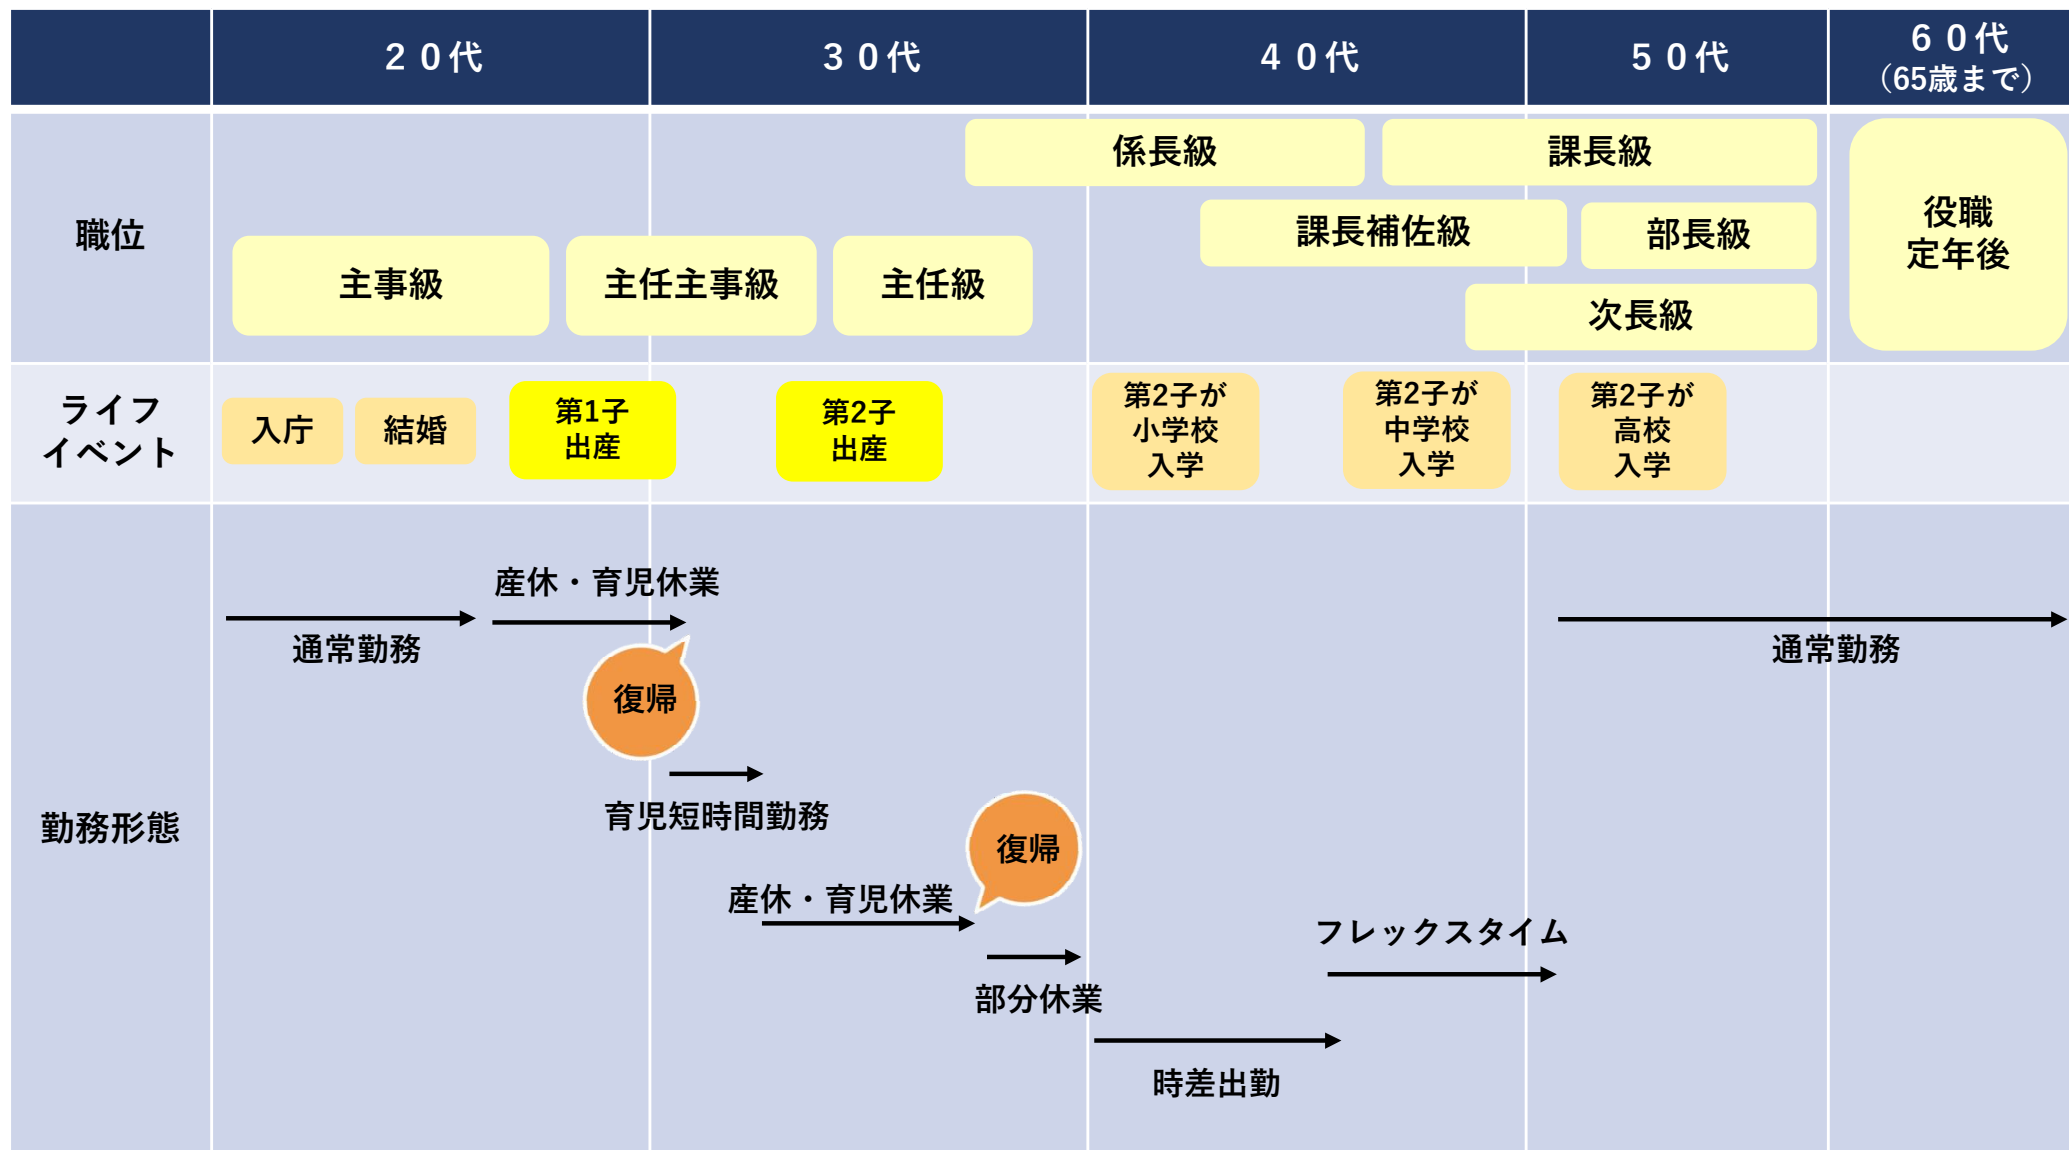 ２０代
３０代
４０代
５０代
６０代
（65歳まで）
職位
係長級
課長級
課長補佐級
部長級
主事級
主任主事級
主任級
次長級
役職
定年後
ライフ
イベント
入庁
結婚
第1子
出産
第2子
出産
第2子が
小学校
入学
第2子が
中学校
入学
第2子が
高校
入学
勤務形態
通常勤務
産休・育児休業
復帰
育児短時間勤務
産休・育児休業
復帰
部分休業
時差出勤
フレックスタイム
通常勤務